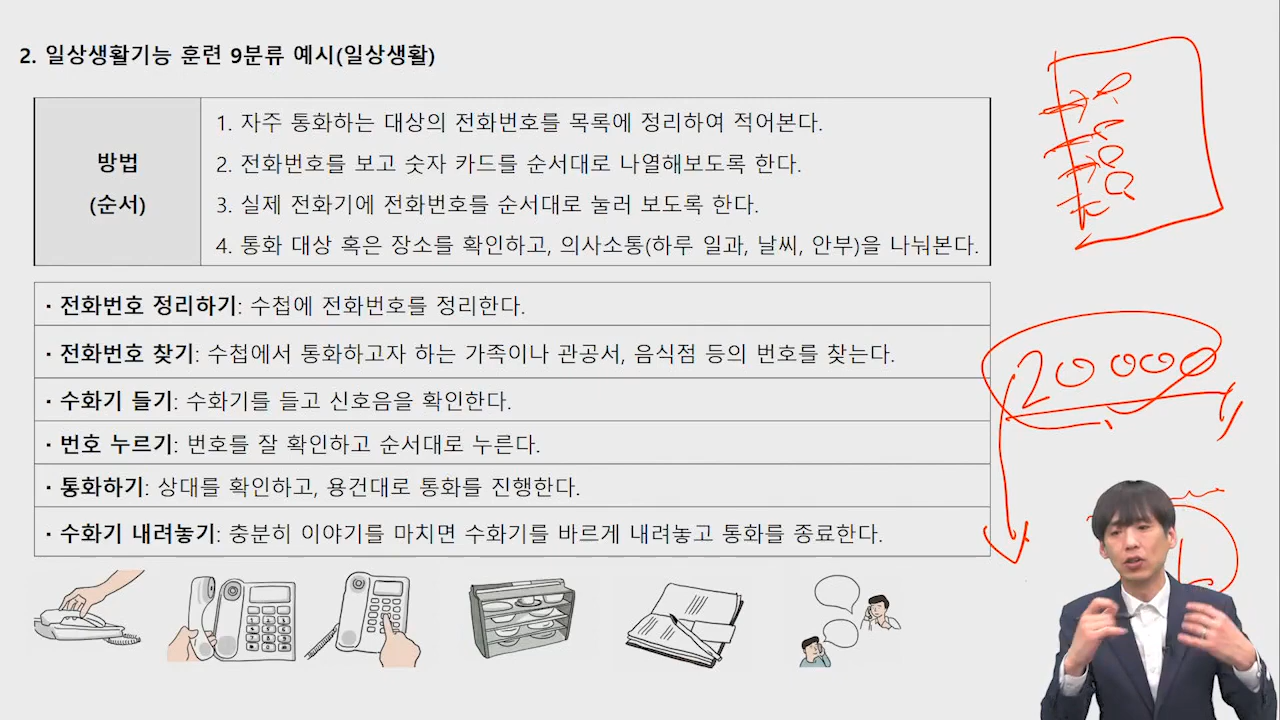 2. 일상생활기능 훈련 9분류 예시(일상생활)
방법
(순서)
1. 자주 통화하는 대상의 전화번호를 목록에 정리하여 적어본다.
2. 전화번호를 보고 숫자 카드를 순서대로 나열해보도록 한다.
3. 실제 전화기에 전화번호를 순서대로 눌러 보도록 한다.
4. 통화 대상 혹은 장소를 확인하고, 의사소통(하루 일과, 날씨, 안부)을 나눠본다.
· 전화번호 정리하기: 수첩에 전화번호를 정리한다.
· 전화번호 찾기: 수첩에서 통화하고자 하는 가족이나 관공서, 음식점 등의 번호를 찾는다.
· 수화기 들기: 수화기를 들고 신호음을 확인한다.
· 번호 누르기: 번호를 잘 확인하고 순서대로 누른다.
· 통화하기: 상대를 확인하고, 용건대로 통화를 진행한다.
· 수화기 내려놓기: 충분히 이야기를 마치면 수화기를 바르게 내려놓고 통화를 종료한다.
20000